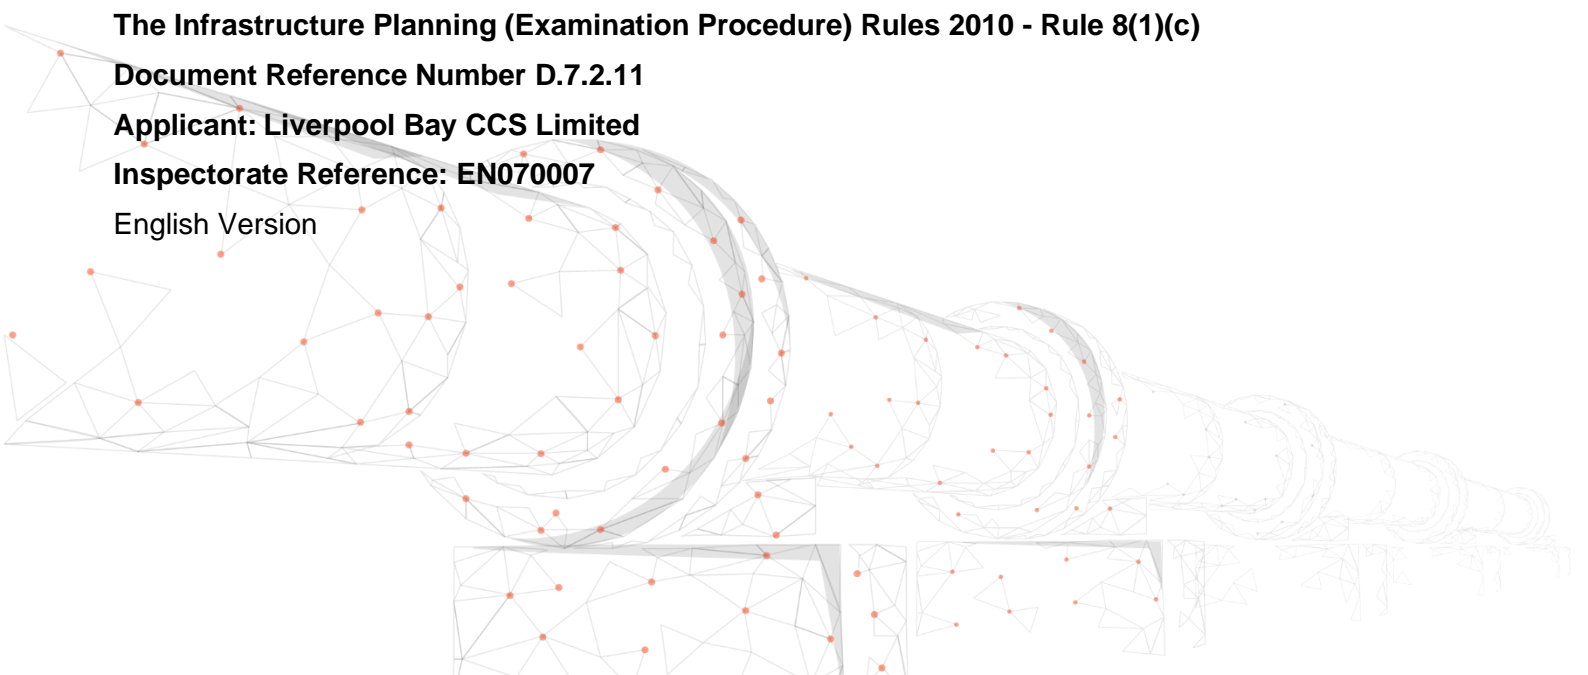 The Infrastructure Planning (Examination Procedure) Rules 2010 - Rule 8(1)(c)
Document Reference Number D.7.2.11
Applicant: Liverpool Bay CCS Limited
Inspectorate Reference: EN070007
English Version